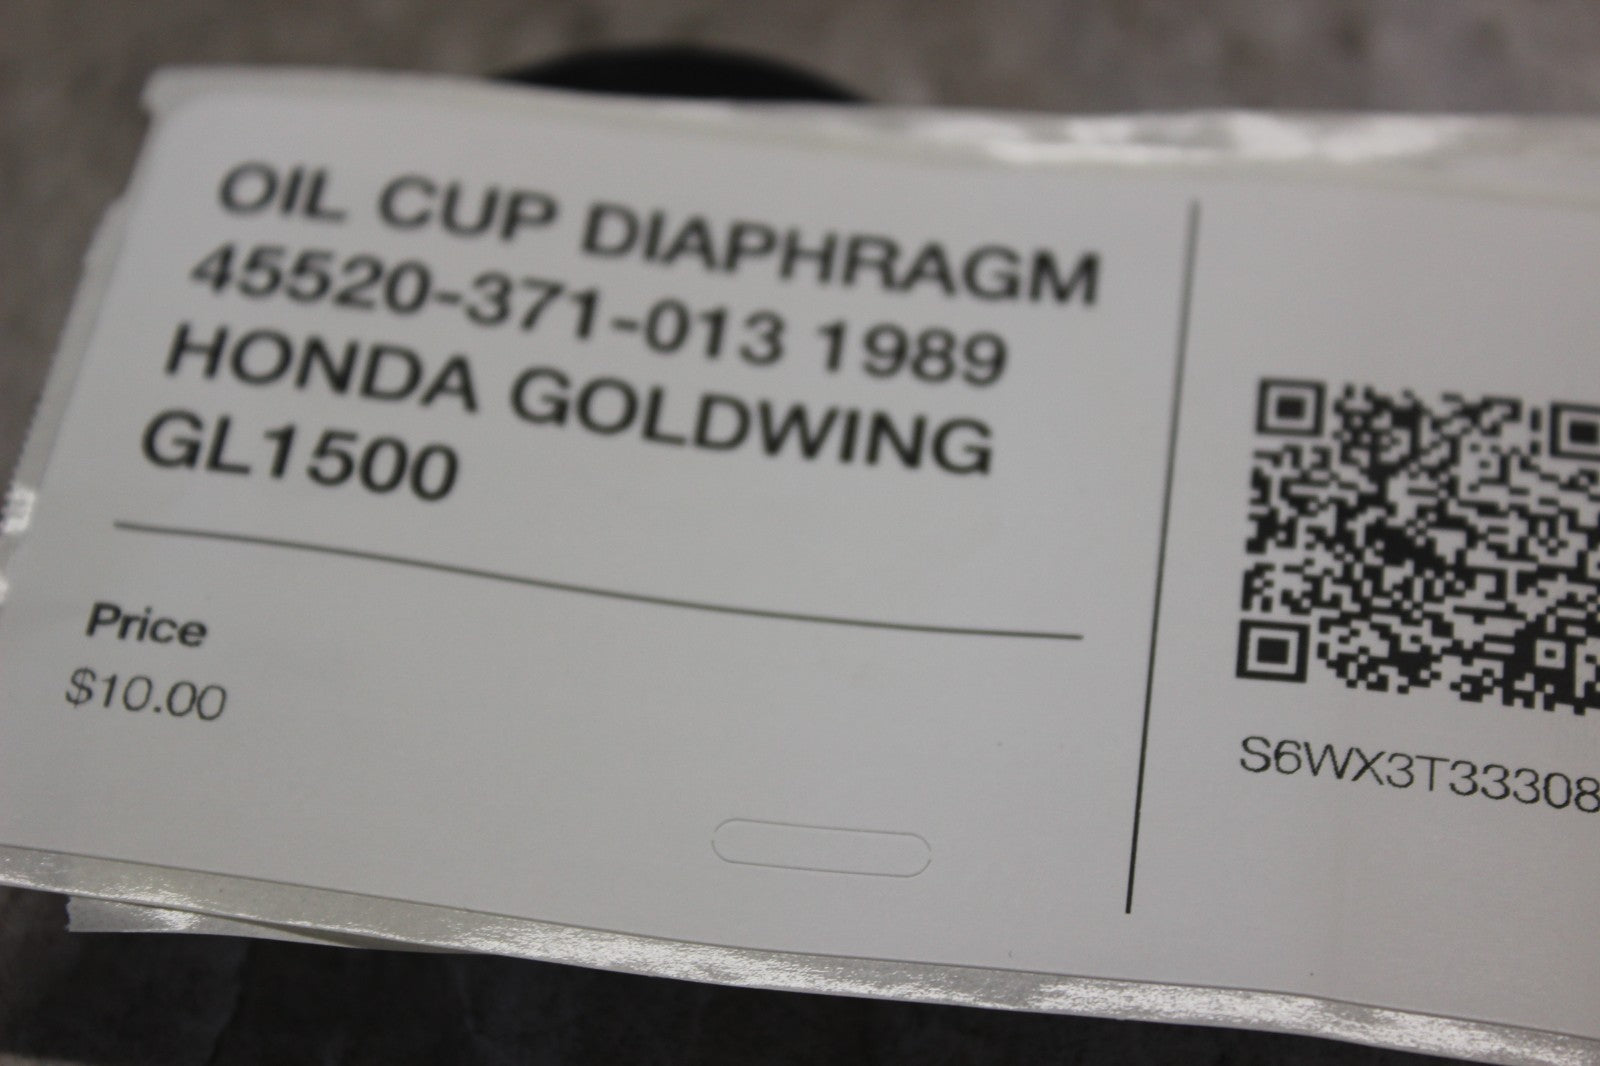 OIL CUP DIAPHRAGM
45520-371-013 1989
HONDA GOLDWING
GL1500
Price
$10.00
S6WX3T33308